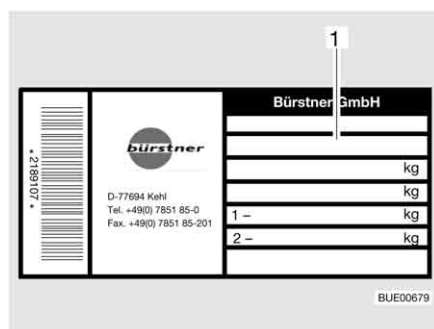 1
Bürstner GmbH
* 2189107 *
bürstner
D-77694 Kehl
Tel. +49(0) 7851 85-0
Fax. +49(0) 7851 85-201
kg
kg
1 – kg
2 – kg
BUE00679